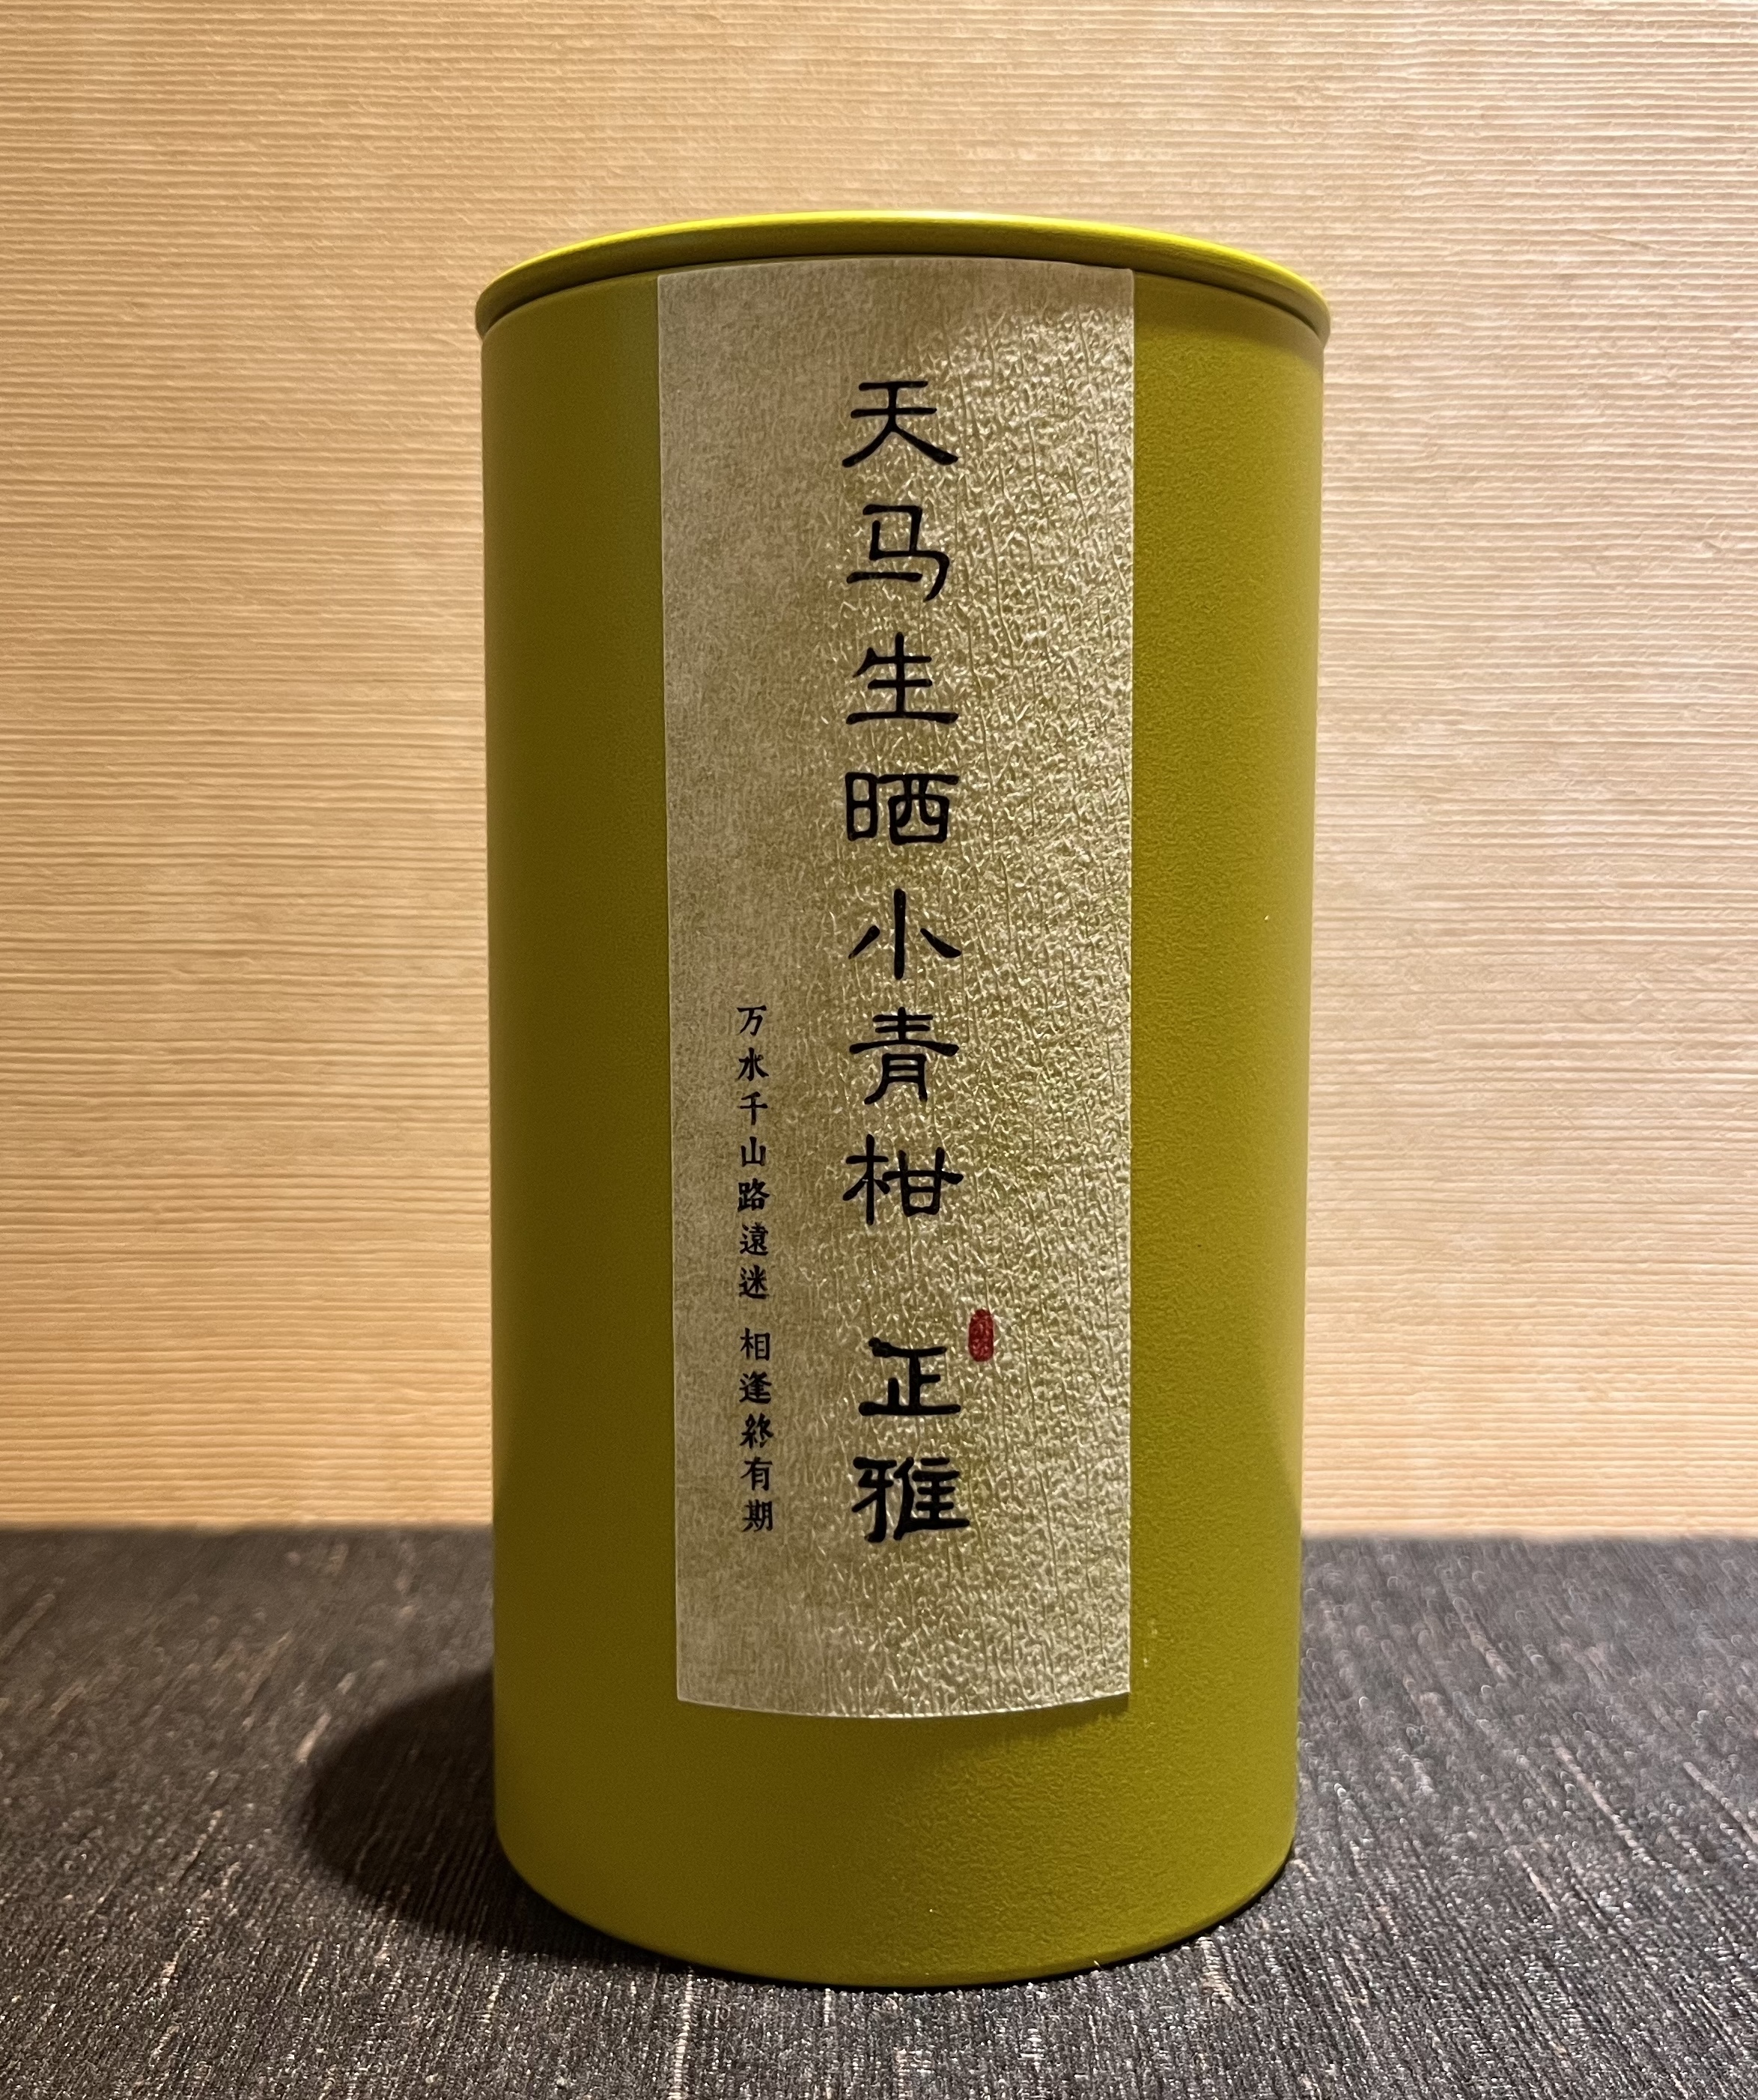 天马生晒小青柑 正雅
万水千山路遠迷 相逢終有期